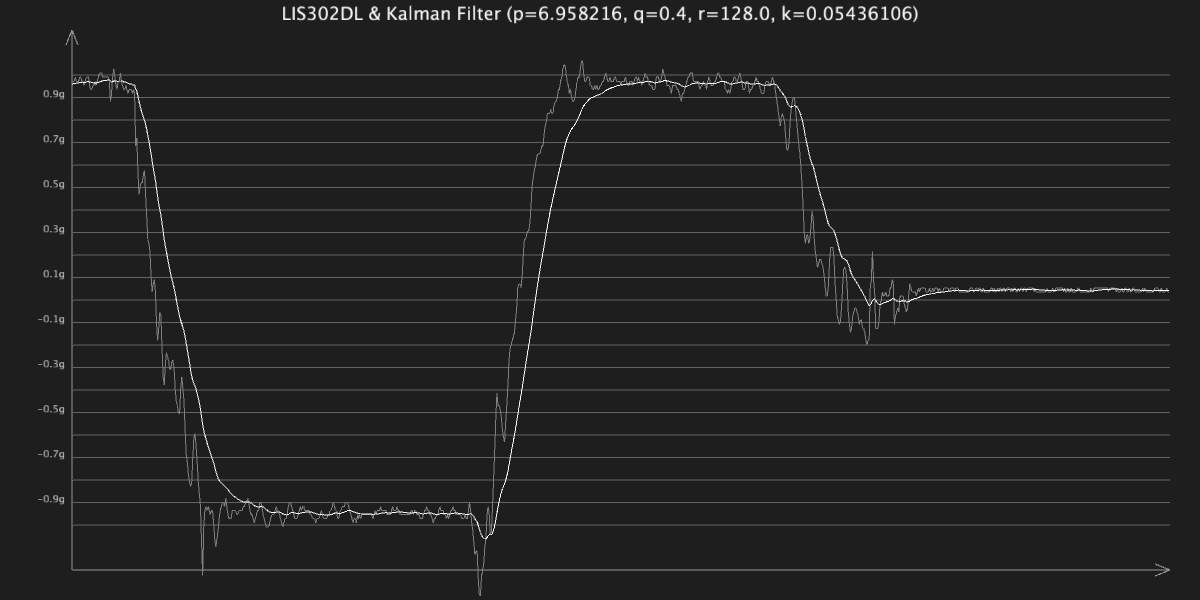 LIS302DL & Kalman Filter (p=6.958216, q=0.4, r=128.0, k=0.05436106)
0.9g
0.7g
0.5g
0.3g
0.1g
-0.1g
-0.3g
-0.5g
-0.7g
-0.9g